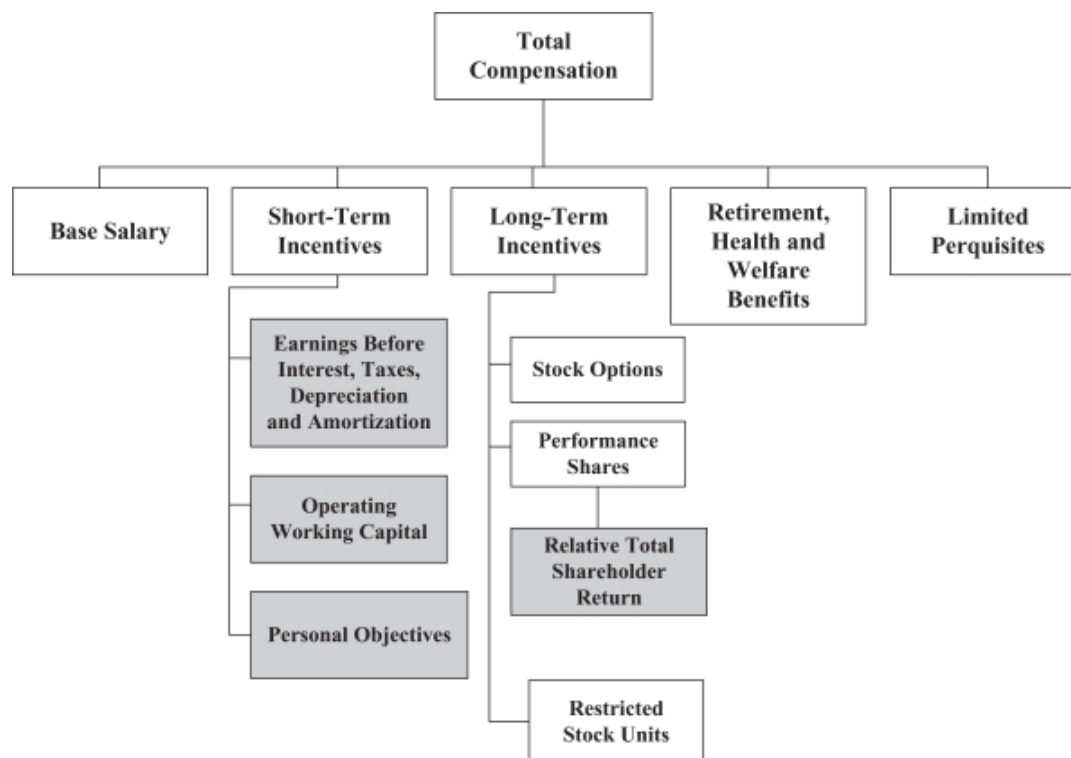 Total
Compensation
Base Salary
Short-Term
Incentives
Long-Term
Incentives
Retirement,
Health and
Welfare
Benefits
Limited
Perquisites
Earnings Before
Interest, Taxes,
Depreciation
and Amortization
Operating
Working Capital
Personal Objectives
Stock Options
Performance
Shares
Relative Total
Shareholder
Return
Restricted
Stock Units